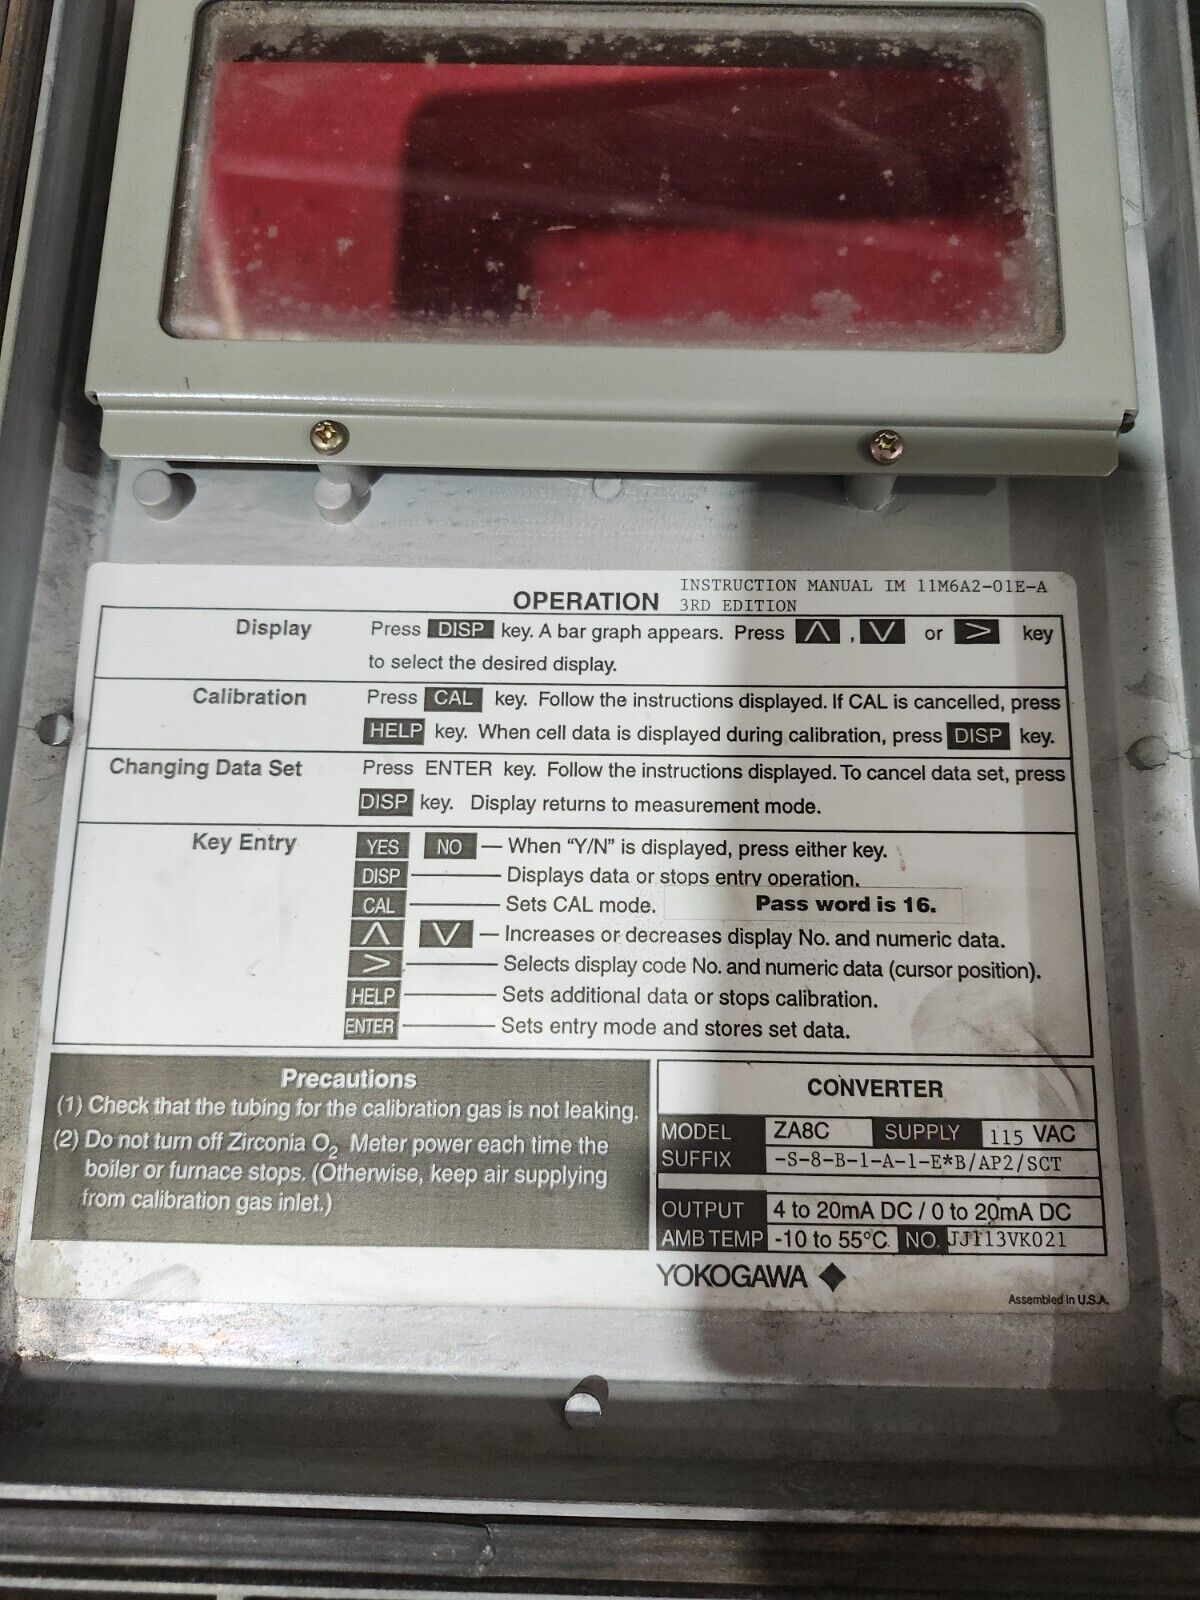 INSTRUCTION MANUAL IM 11M6A2-01E-A
OPERATION 3RD EDITION
Display Press DISP key. A bar graph appears. Press ∧ , ∨ or > key
to select the desired display.
Calibration Press CAL key. Follow the instructions displayed. If CAL is cancelled, press
HELP key. When cell data is displayed during calibration, press DISP key.
Changing Data Set Press ENTER key. Follow the instructions displayed. To cancel data set, press
DISP key. Display returns to measurement mode.
Key Entry YES NO — When “Y/N” is displayed, press either key.
DISP — Displays data or stops entry operation.
CAL — Sets CAL mode. Pass word is 16.
∧ ∨ — Increases or decreases display No. and numeric data.
> — Selects display code No. and numeric data (cursor position).
HELP — Sets additional data or stops calibration.
ENTER — Sets entry mode and stores set data.
Precautions
(1) Check that the tubing for the calibration gas is not leaking.
(2) Do not turn off Zirconia O2 Meter power each time the
boiler or furnace stops. (Otherwise, keep air supplying
from calibration gas inlet.)
CONVERTER
MODEL ZA8C SUPPLY 115 VAC
SUFFIX -S-8-B-1-A-1-E*B/AP2/SCT
OUTPUT 4 to 20mA DC / 0 to 20mA DC
AMB TEMP -10 to 55°C NO. JJ113VK021
YOKOGAWA
Assembled in U.S.A.